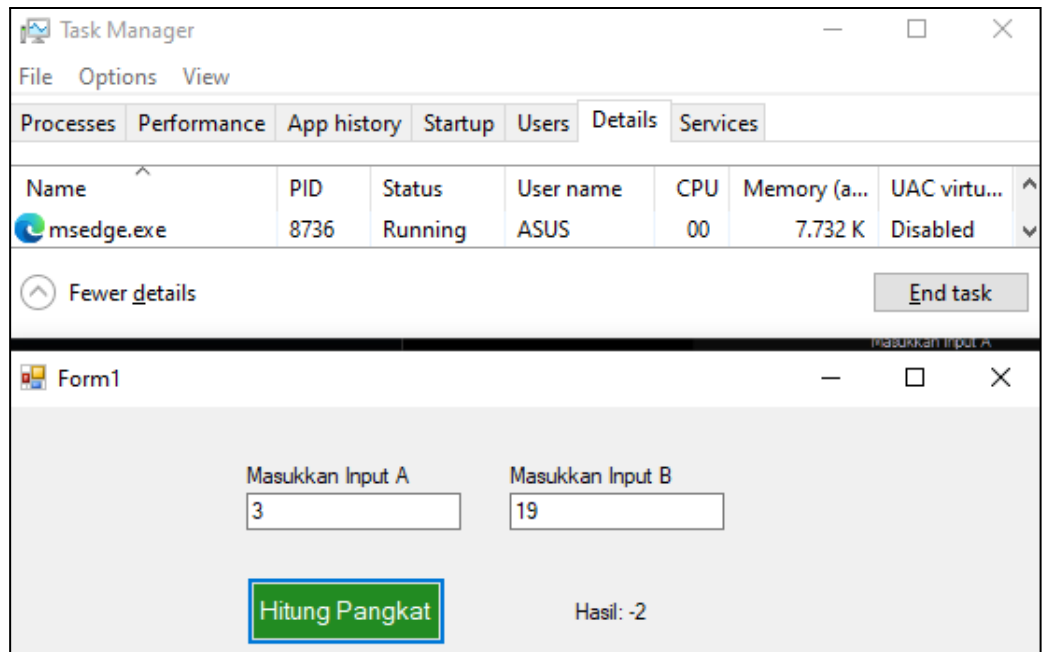 Task Manager
File Options View
Processes Performance App history Startup Users Details Services
Name PID Status User name CPU Memory (a... UAC virtu...
msedge.exe 8736 Running ASUS 00 7.732 K Disabled
Fewer details End task
Masukkan Input A
Form1
Masukkan Input A Masukkan Input B
3 19
Hitung Pangkat Hasil: -2